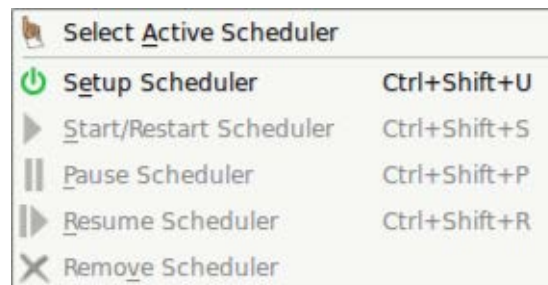 Select Active Scheduler
Setup Scheduler Ctrl+Shift+U
Start/Restart Scheduler Ctrl+Shift+S
Pause Scheduler Ctrl+Shift+P
Resume Scheduler Ctrl+Shift+R
Remove Scheduler